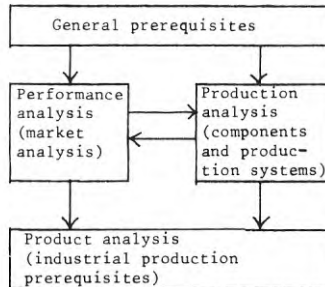 General prerequisites
Performance
analysis
(market
analysis)
Production
analysis
(components
and produc-
tion systems)
Product analysis
(industrial production
prerequisites)